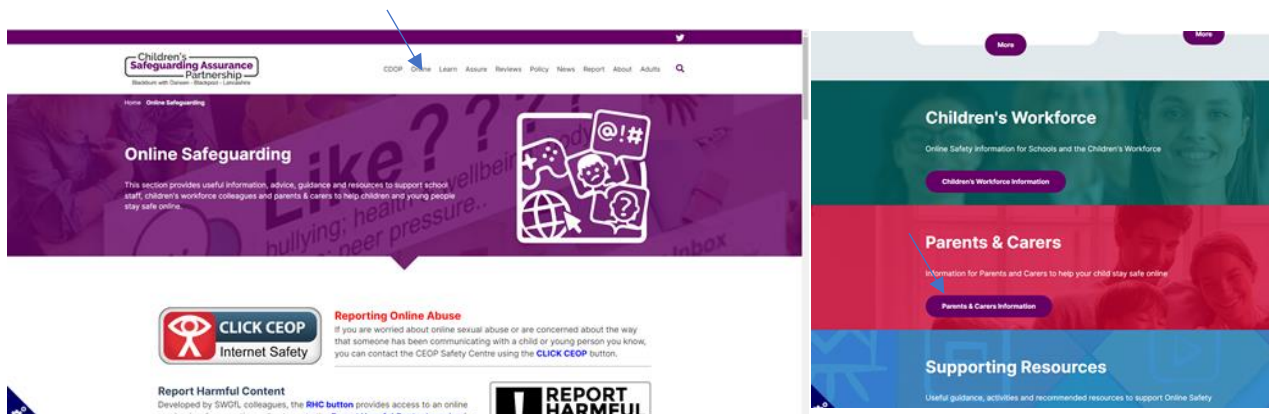 Children's
Safeguarding Assurance
Partnership
Blackburn with Darwen · Blackpool · Lancashire
CDOP Online Learn Assure Reviews Policy News Report About Adults
Home Online Safeguarding
Online Safeguarding
This section provides useful information, advice, guidance and resources to support school
staff, children's workforce colleagues and parents & carers to help children and young people
stay safe online.
Like???
body
wellbein
bullying; heal
peer pressure..
Inbox
@!#
?
CLICK CEOP
Internet Safety
Reporting Online Abuse
If you are worried about online sexual abuse or are concerned about the way
that someone has been communicating with a child or young person you know,
you can contact the CEOP Safety Centre using the CLICK CEOP button.
Report Harmful Content
Developed by SWGfL colleagues, the RHC button provides access to an online
REPORT
HARMFUL
More
More
Children's Workforce
Online Safety information for Schools and the Children's Workforce
Children's Workforce Information
Parents & Carers
Information for Parents and Carers to help your child stay safe online
Parents & Carers Information
Supporting Resources
Useful guidance, activities and recommended resources to support Online Safety